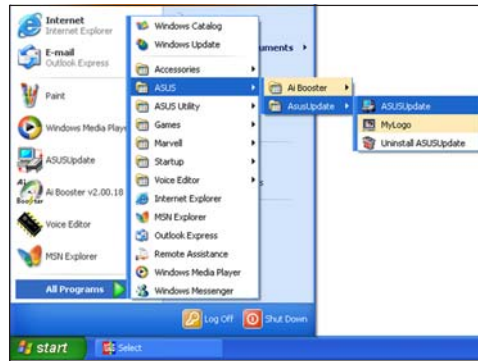 Internet
Internet Explorer
E-mail
Outlook Express
Paint
Windows Media Playe
ASUSUpdate
Ai Booster v2.00.18
Voice Editor
MSN Explorer
All Programs
Windows Catalog
Windows Update
Accessories
ASUS
ASUS Utility
Games
Marvell
Startup
Voice Editor
Internet Explorer
MSN Explorer
Outlook Express
Remote Assistance
Windows Media Player
Windows Messenger
uments
s
Ai Booster
AsusUpdate
ASUSUpdate
MyLogo
Uninstall ASUSUpdate
Log Off
Shut Down
start
Select